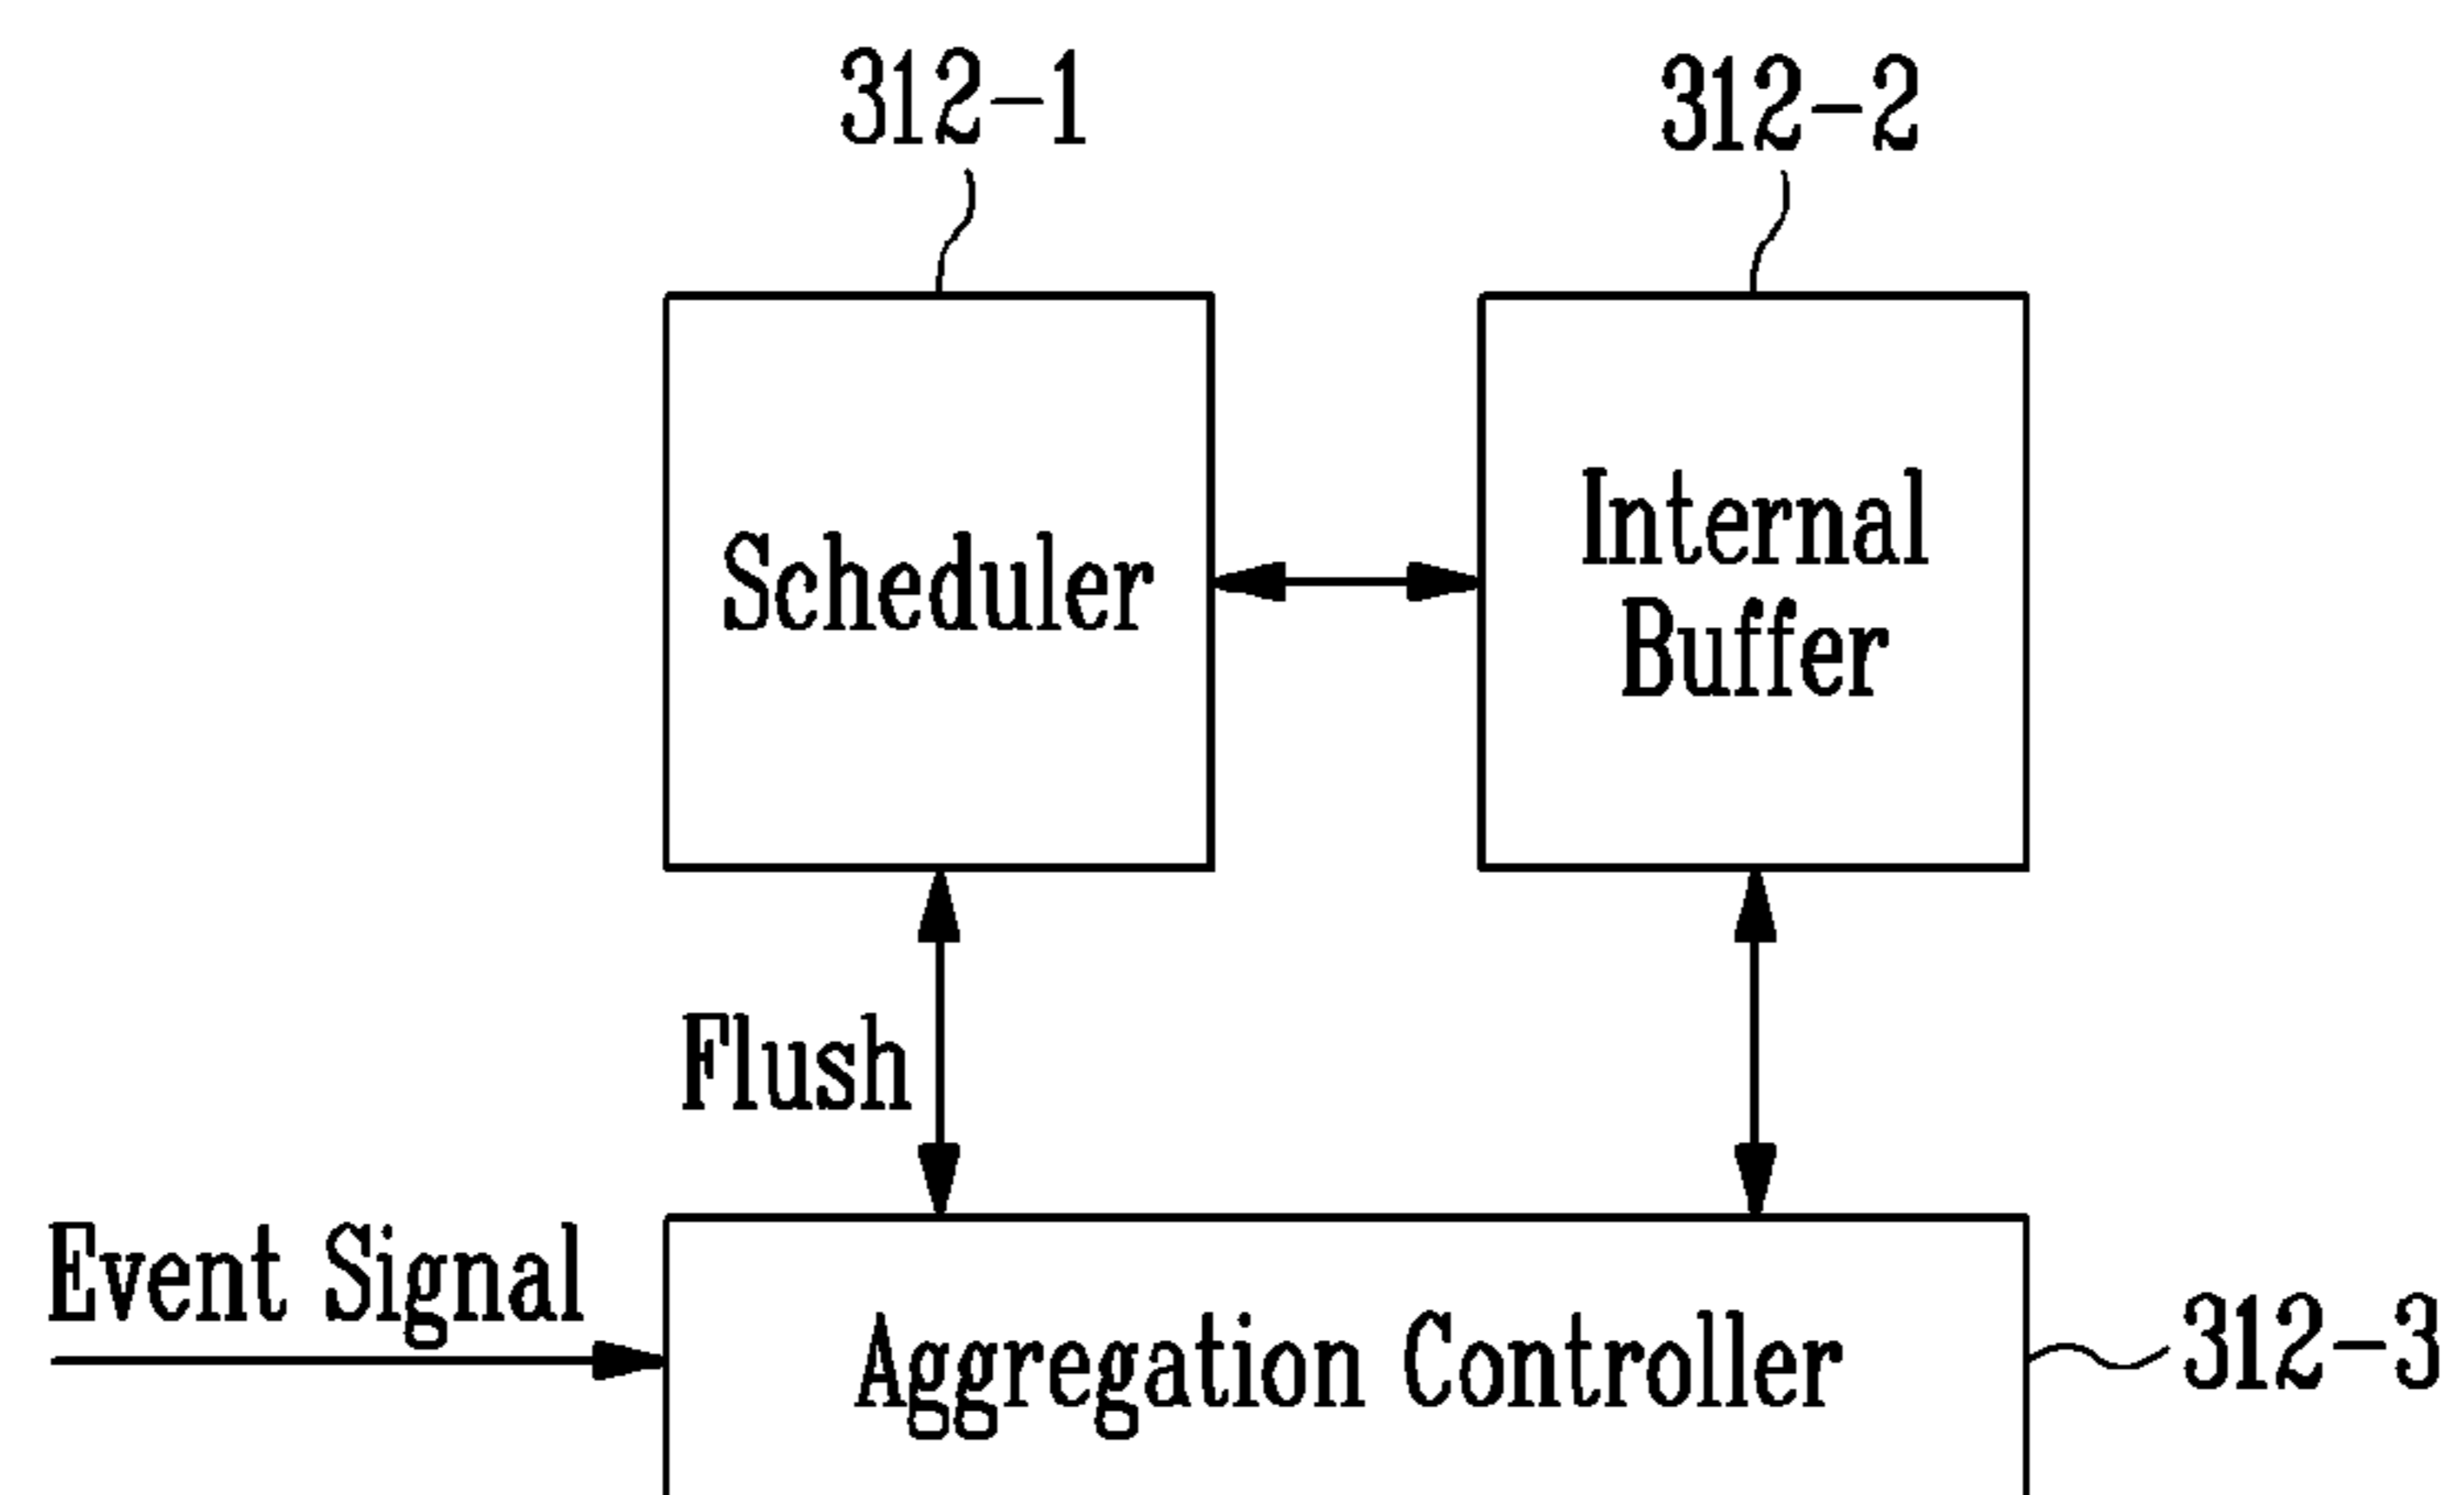 312-1
312-2
Scheduler
Internal
Buffer
Flush
Event Signal
Aggregation Controller
312-3